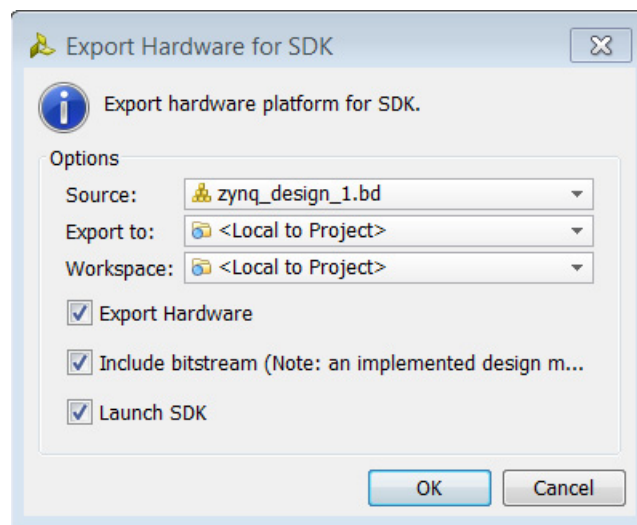 Export Hardware for SDK
Export hardware platform for SDK.
Options
Source: zynq_design_1.bd
Export to: <Local to Project>
Workspace: <Local to Project>
Export Hardware
Include bitstream (Note: an implemented design m...
Launch SDK
OK Cancel